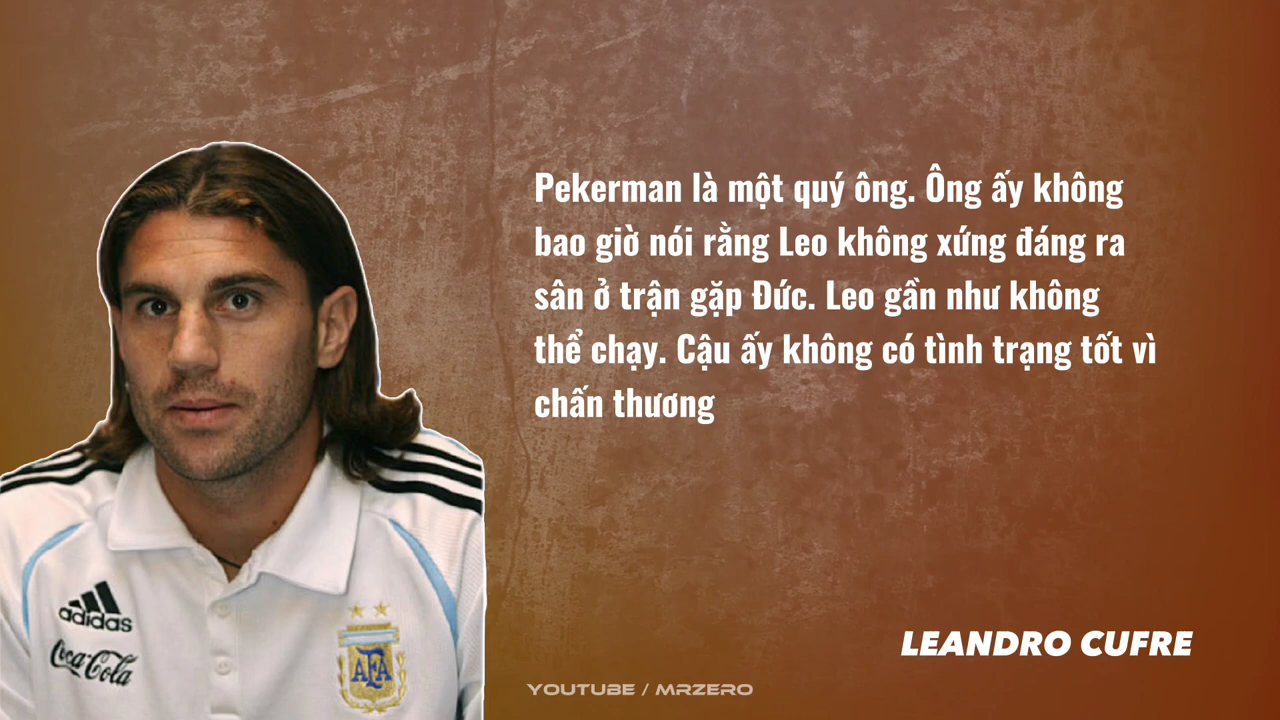 Pekerman là một quý ông. Ông ấy không
bao giờ nói rằng Leo không xứng đáng ra
sân ở trận gặp Đức. Leo gần như không
thể chạy. Cậu ấy không có tình trạng tốt vì
chấn thương
adidas
Coca-Cola
AFA
LEANDRO CUFRE
YOUTUBE / MRZERO